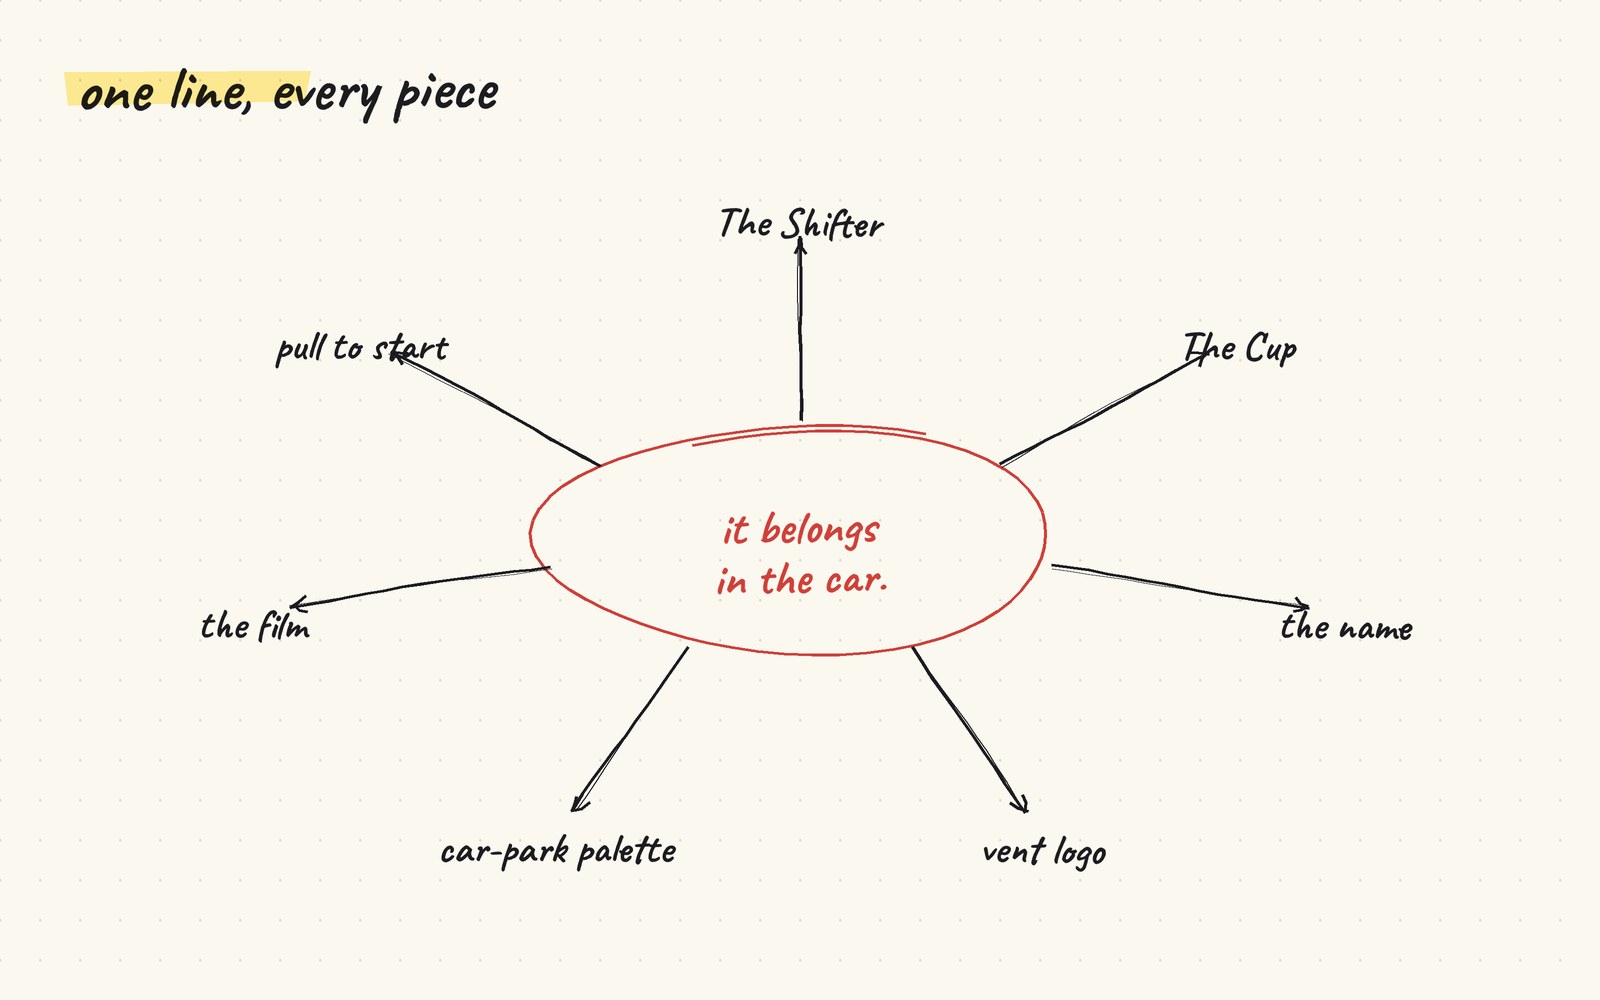 one line, every piece
The Shifter
pull to start
The Cup
it belongs
in the car.
the film
the name
car-park palette
vent logo